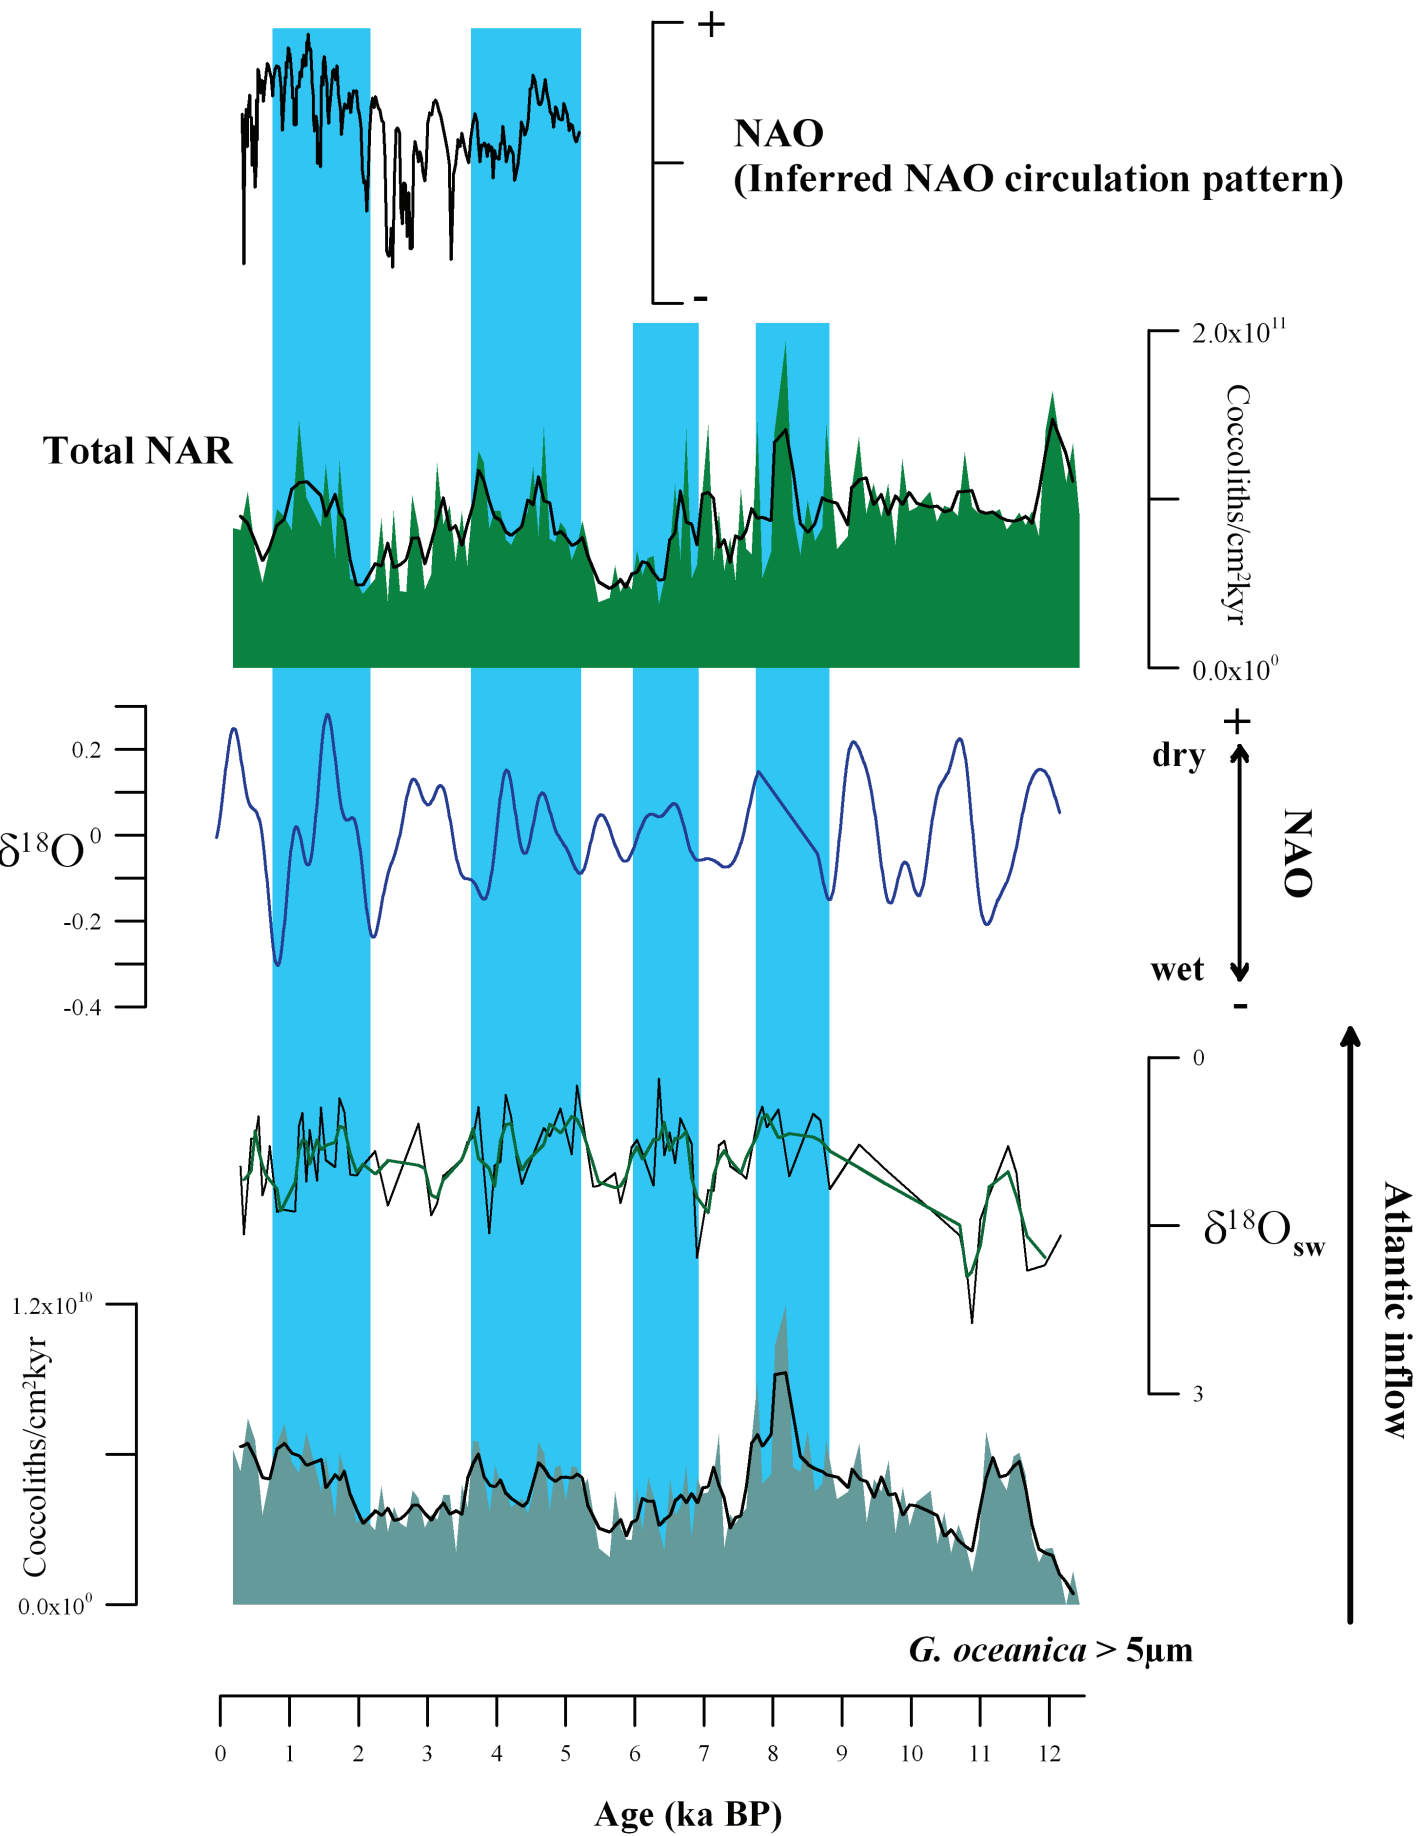 +
NAO
(Inferred NAO circulation pattern)
-
2.0x10¹¹
Coccoliths/cm²kyr
0.0x10⁰
Total NAR
0.2
0
-0.2
-0.4
δ¹⁸O
+
dry
NAO
wet
-
0
δ¹⁸Osw
3
Atlantic inflow
1.2x10¹⁰
Coccoliths/cm²kyr
0.0x10⁰
G. oceanica > 5μm
0 1 2 3 4 5 6 7 8 9 10 11 12
Age (ka BP)